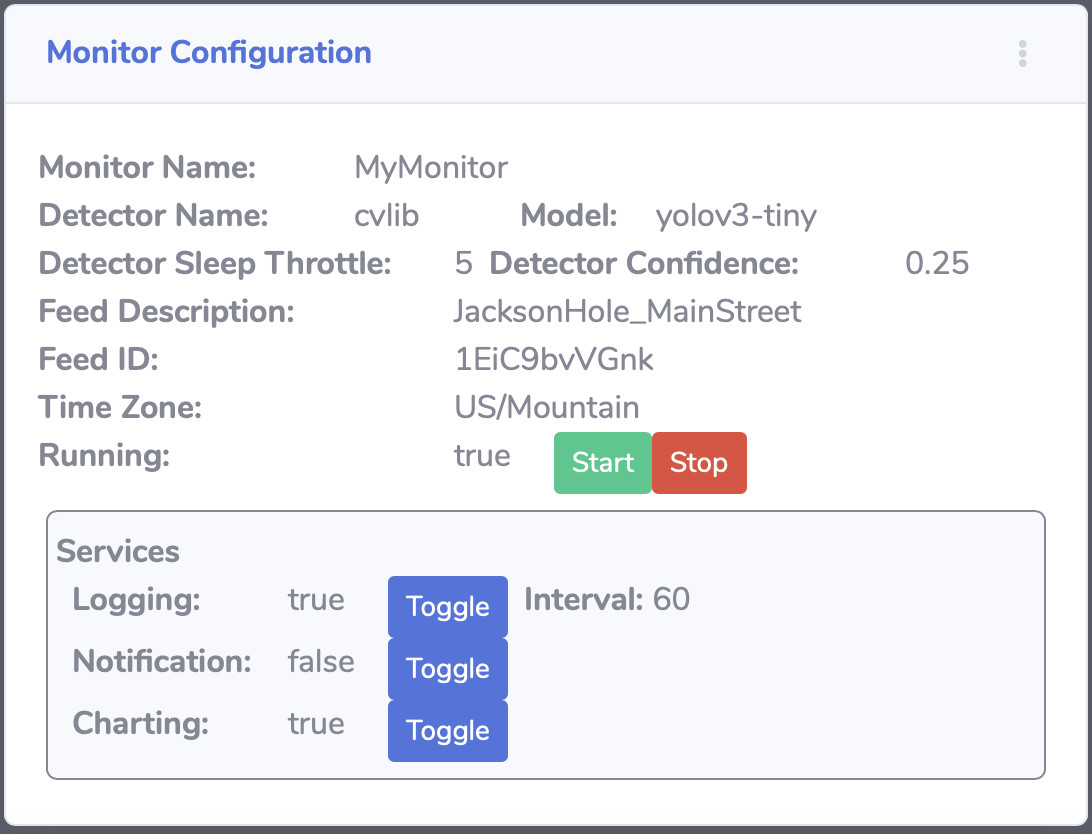 Monitor Configuration
Monitor Name: MyMonitor
Detector Name: cvlib Model: yolov3-tiny
Detector Sleep Throttle: 5 Detector Confidence: 0.25
Feed Description: JacksonHole_MainStreet
Feed ID: 1EiC9bvVGnk
Time Zone: US/Mountain
Running: true Start Stop
Services
Logging: true Toggle Interval: 60
Notification: false Toggle
Charting: true Toggle